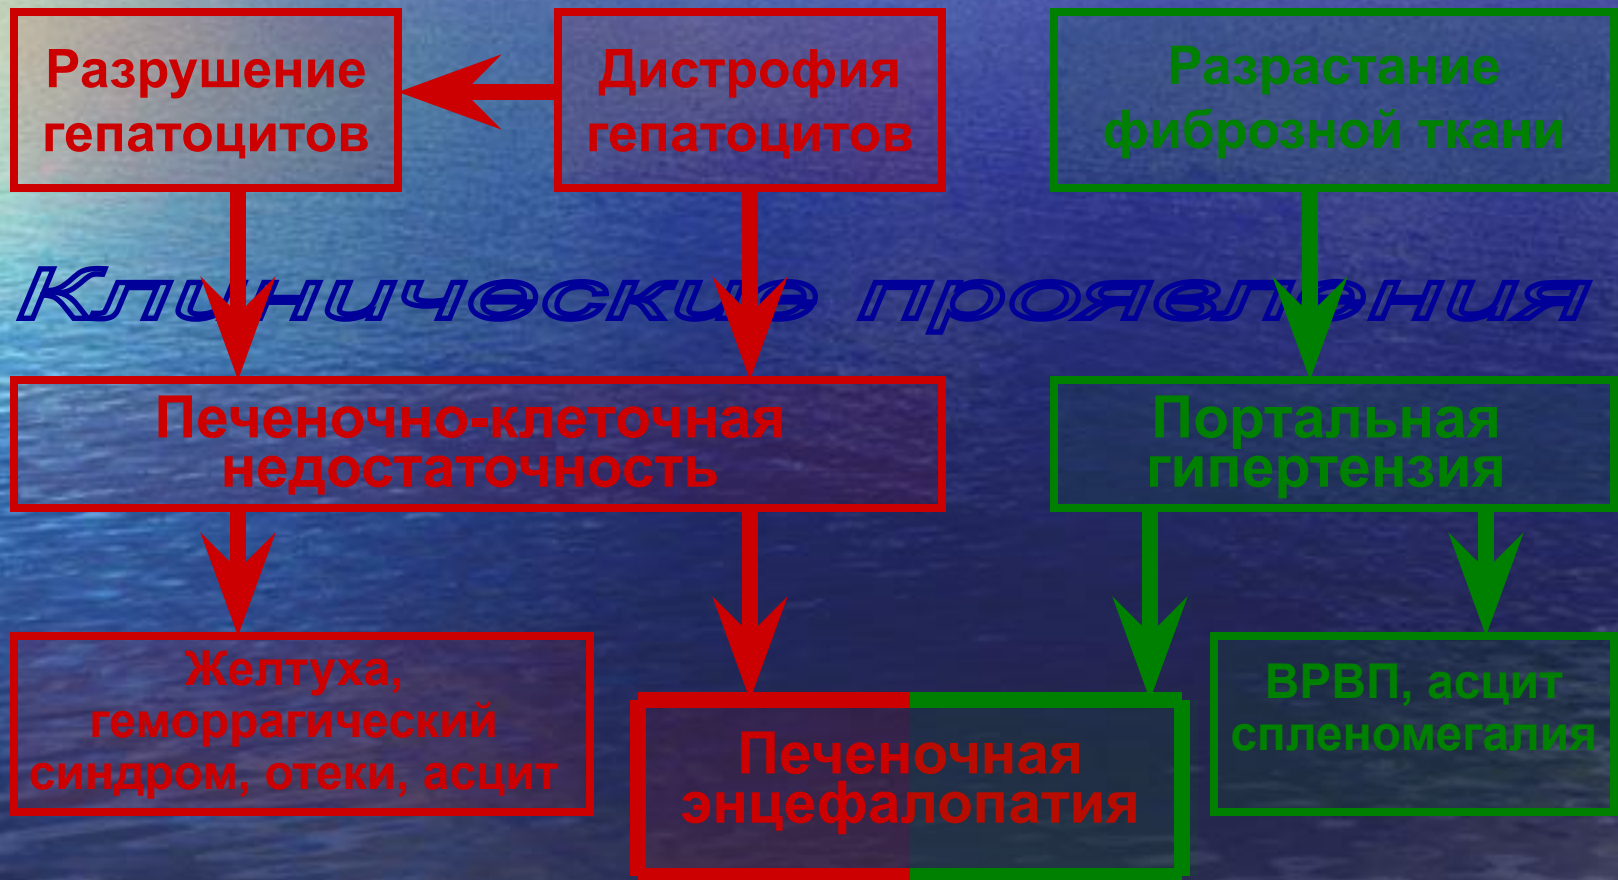 Разрушение
гепатоцитов
Дистрофия
гепатоцитов
Разрастание
фиброзной ткани
Клинические проявления
Печеночно-клеточная
недостаточность
Портальная
гипертензия
Желтуха,
геморрагический
синдром, отеки, асцит
Печеночная
энцефалопатия
ВРВП, асцит
спленомегалия